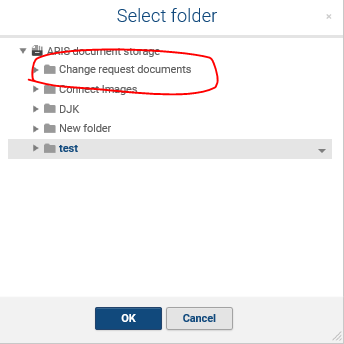 Select folder
ARIS document storage
Change request documents
Connect Images
DJK
New folder
test
OK
Cancel